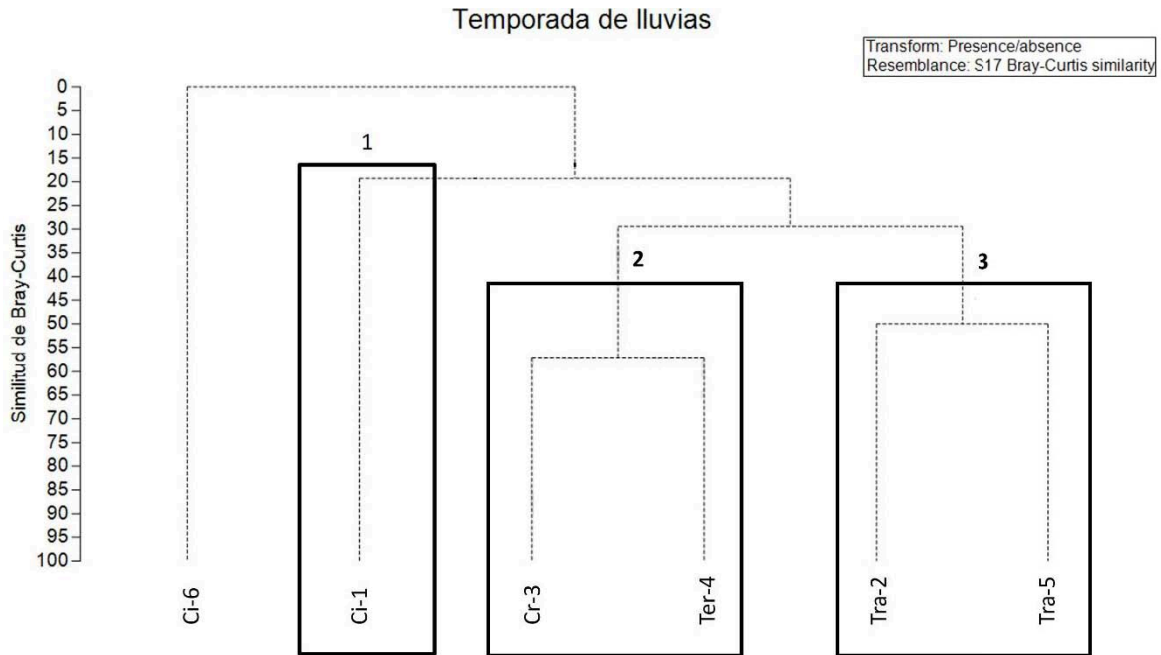 Temporada de lluvias
Transform: Presence/absence
Resemblance: S17 Bray-Curtis similarity
Similitud de Bray-Curtis
0
5
10
15
20
25
30
35
40
45
50
55
60
65
70
75
80
85
90
95
100
1
2
3
Ci-6
Ci-1
Cr-3
Ter-4
Tra-2
Tra-5